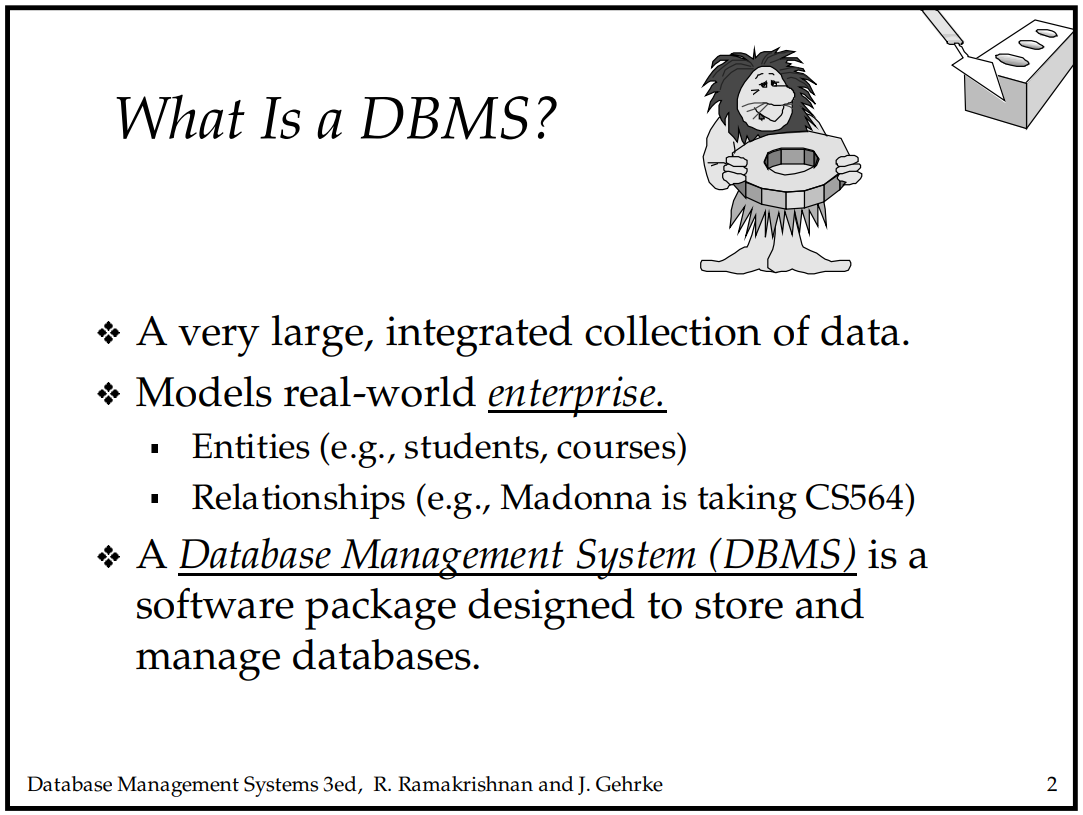 What Is a DBMS?
❖ A very large, integrated collection of data.
❖ Models real-world enterprise.
▪ Entities (e.g., students, courses)
▪ Relationships (e.g., Madonna is taking CS564)
❖ A Database Management System (DBMS) is a
software package designed to store and
manage databases.
Database Management Systems 3ed,  R. Ramakrishnan and J. Gehrke
2